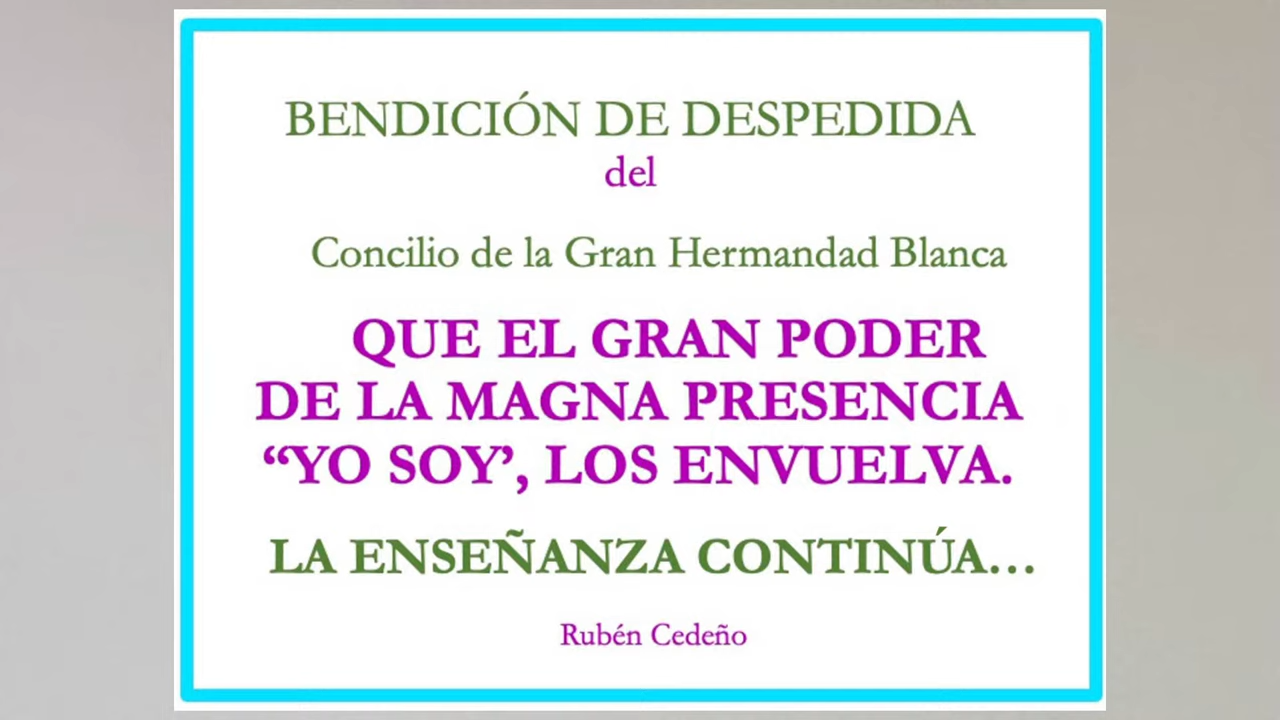 BENDICIÓN DE DESPEDIDA
del
Concilio de la Gran Hermandad Blanca
QUE EL GRAN PODER
DE LA MAGNA PRESENCIA
“YO SOY’, LOS ENVUELVA.
LA ENSEÑANZA CONTINÚA…
Rubén Cedeño